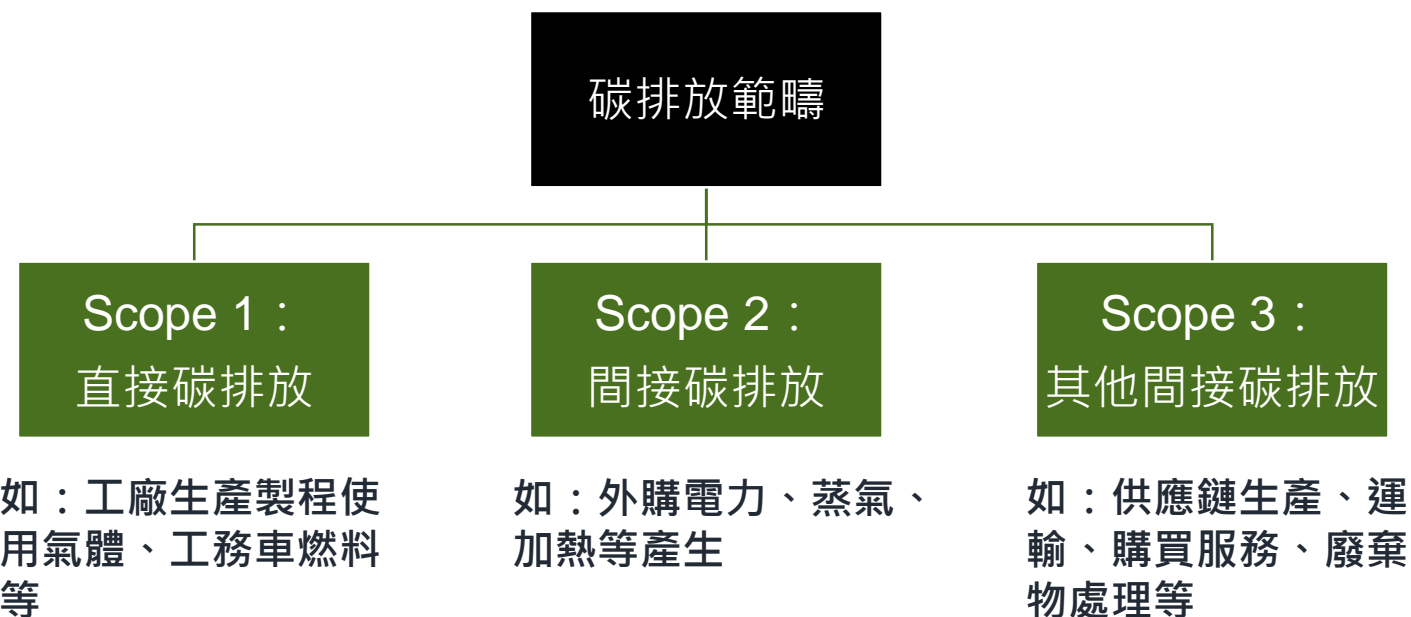 碳排放範疇
Scope 1：
直接碳排放
如：工廠生產製程使
用氣體、工務車燃料
等
Scope 2：
間接碳排放
如：外購電力、蒸氣、
加熱等產生
Scope 3：
其他間接碳排放
如：供應鏈生產、運
輸、購買服務、廢棄
物處理等